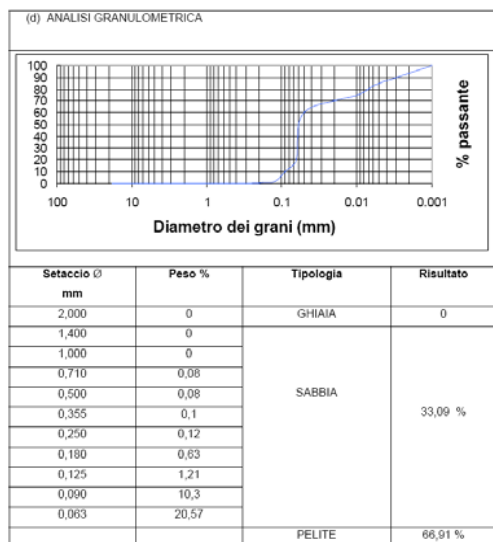 (d) ANALISI GRANULOMETRICA
100
90
80
70
60
50
40
30
20
10
0
100 10 1 0.1 0.01 0.001
% passante
Diametro dei grani (mm)
Setaccio Ø mm Peso % Tipologia Risultato
2,000 0 GHIAIA 0
1,400 0
1,000 0
0,710 0,08
0,500 0,08 SABBIA
0,355 0,1 33,09 %
0,250 0,12
0,180 0,63
0,125 1,21
0,090 10,3
0,063 20,57
PELITE 66,91 %